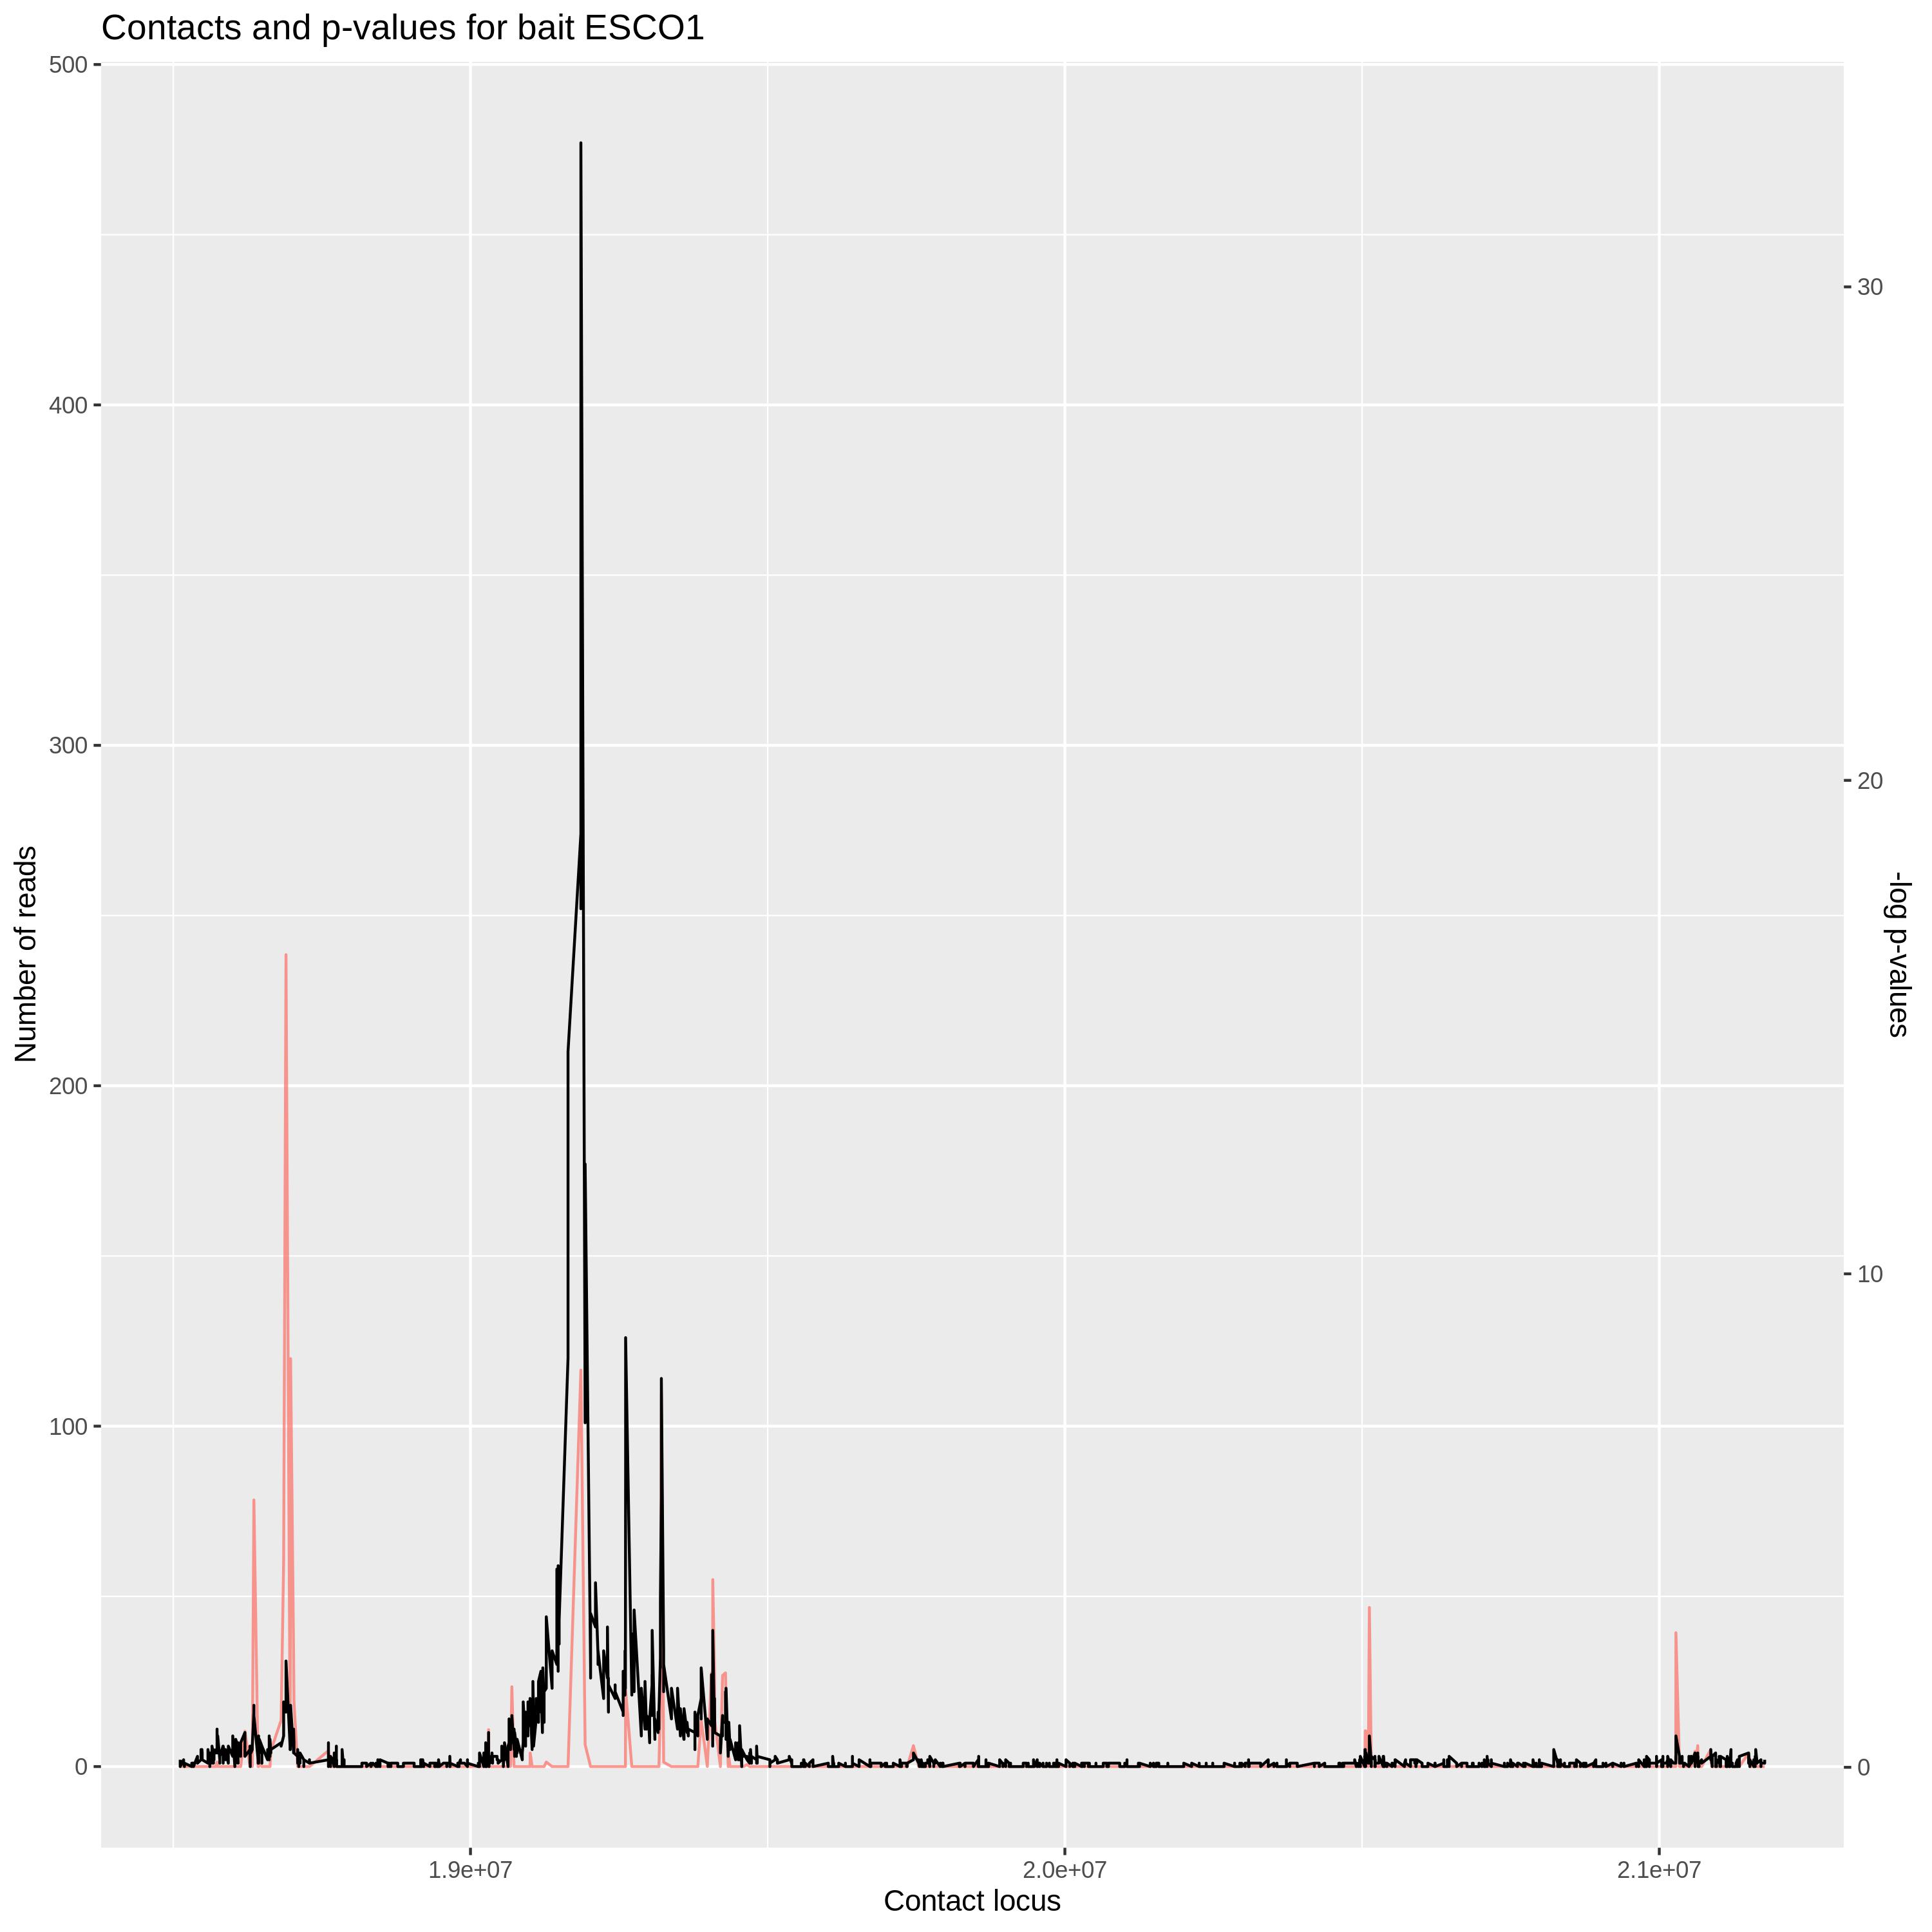 Contacts and p-values for bait ESCO1
500
400
300
200
100
0
Number of reads
30
20
10
0
-log p-values
1.9e+07
2.0e+07
2.1e+07
Contact locus